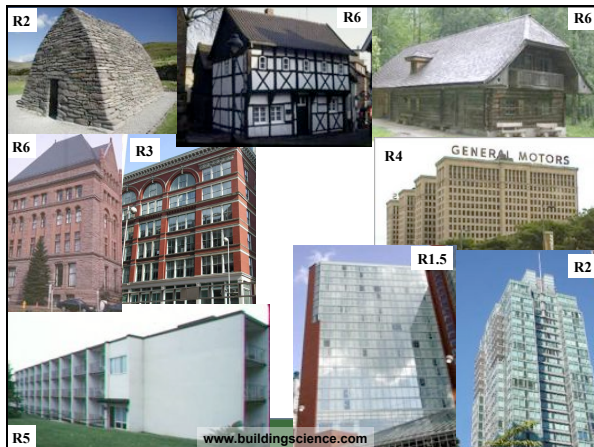 R2
R6
R6
R6
R3
R4
GENERAL MOTORS
R1.5
R2
R5
www.buildingscience.com